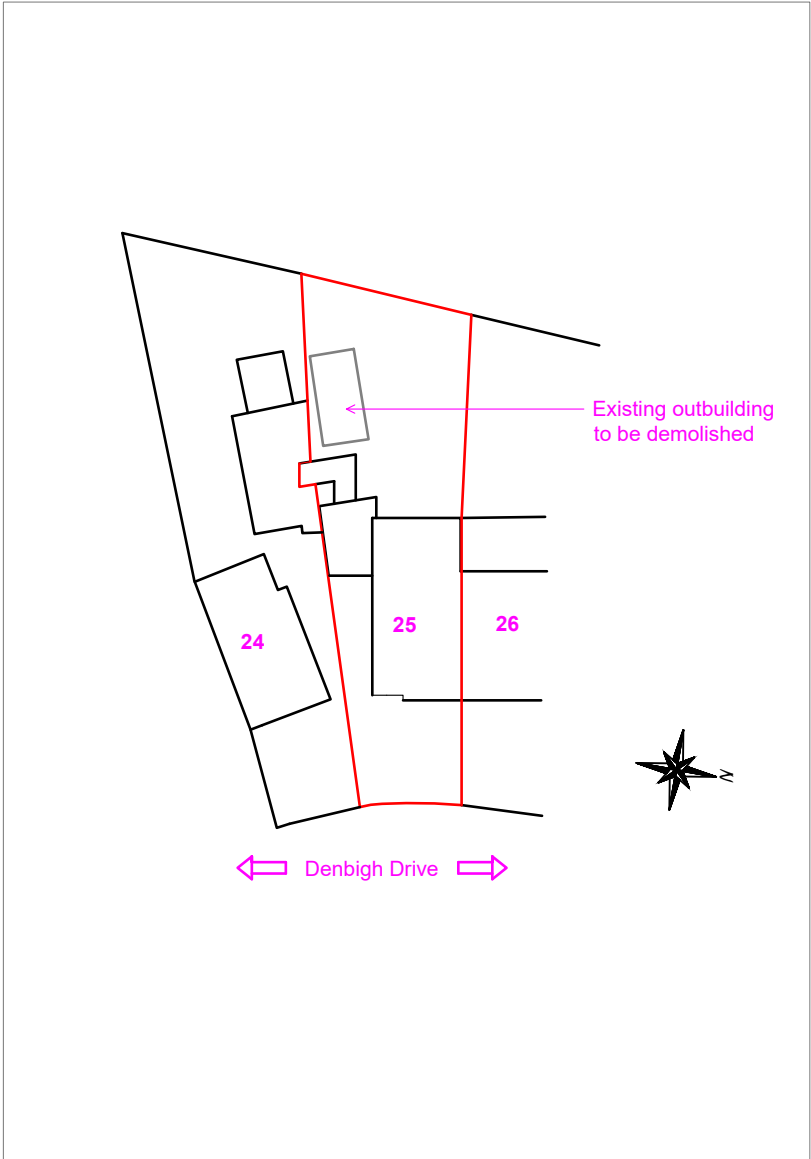 Existing outbuilding
to be demolished
24
25
26
N
Denbigh Drive